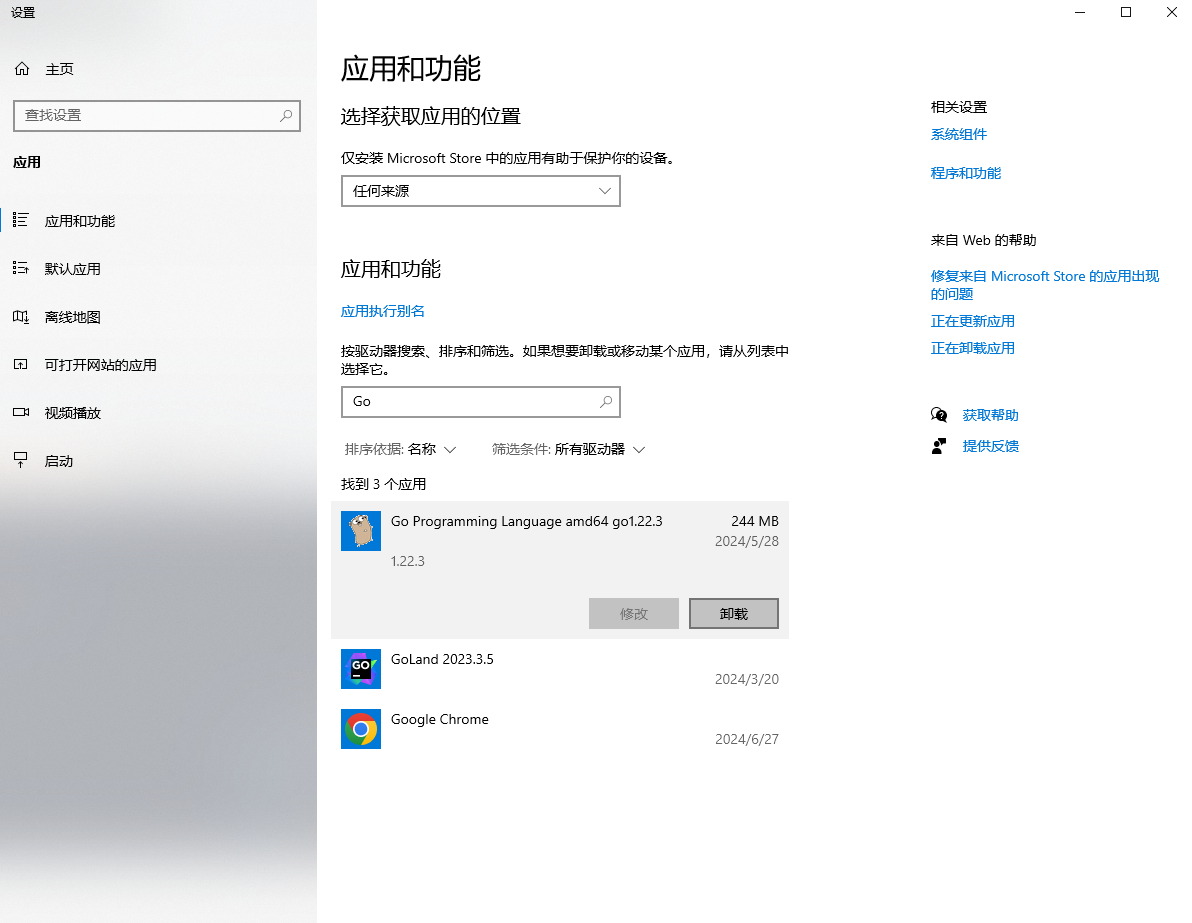 设置
主页
查找设置
应用
应用和功能
默认应用
离线地图
可打开网站的应用
视频播放
启动
应用和功能
选择获取应用的位置
仅安装 Microsoft Store 中的应用有助于保护你的设备。
任何来源
应用和功能
应用执行别名
按驱动器搜索、排序和筛选。如果想要卸载或移动某个应用，请从列表中
选择它。
Go
排序依据: 名称 筛选条件: 所有驱动器
找到 3 个应用
Go Programming Language amd64 go1.22.3 244 MB
2024/5/28
1.22.3
修改 卸载
GO
GoLand 2023.3.5
2024/3/20
Google Chrome
2024/6/27
相关设置
系统组件
程序和功能
来自 Web 的帮助
修复来自 Microsoft Store 的应用出现
的问题
正在更新应用
正在卸载应用
获取帮助
提供反馈